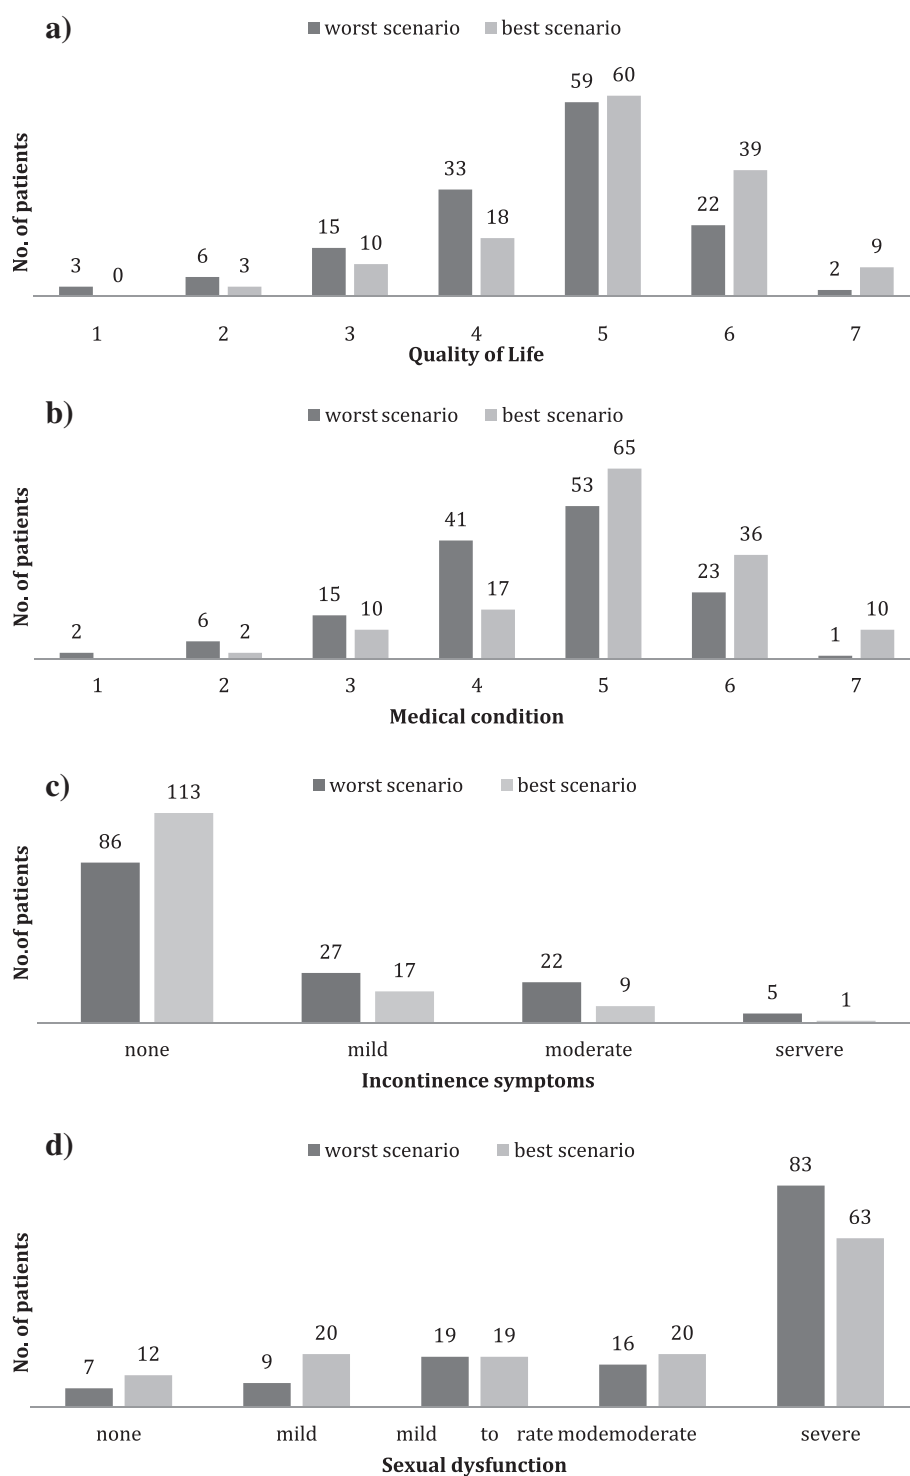 a)
worst scenario best scenario
No. of patients
59 60
33 39
15 18 22
3 0 6 3 10 2 9
1 2 3 4 5 6 7
Quality of Life
b)
worst scenario best scenario
No. of patients
65
41 53
36
15 17 23
2 6 2 10 1 10
1 2 3 4 5 6 7
Medical condition
c)
worst scenario best scenario
No.of patients
86 113
27 17 22 9 5 1
none mild moderate servere
Incontinence symptoms
d)
worst scenario best scenario
No. of patients
83
63
7 12 9 20 19 19 16 20
none mild mild to rate modemoderate severe
Sexual dysfunction